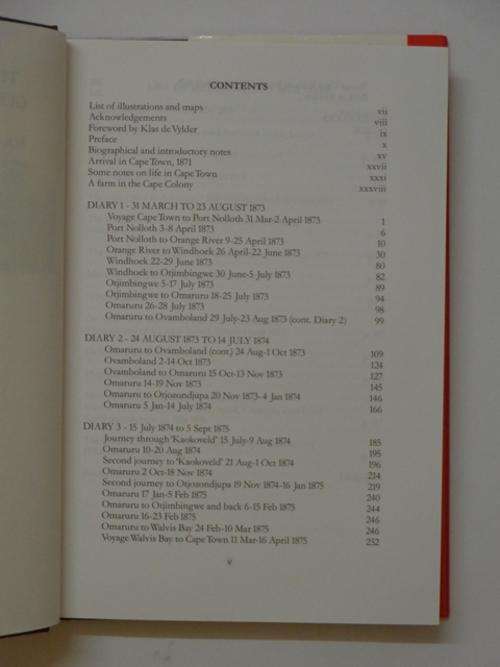 CONTENTS
List of illustrations and maps vii
Acknowledgements viii
Foreword by Klas de Vylder ix
Preface x
Biographical and introductory notes xv
Arrival in Cape Town, 1871 xxvii
Some notes on life in Cape Town xxxi
A farm in the Cape Colony xxxviii
DIARY 1 - 31 MARCH TO 23 AUGUST 1873
Voyage Cape Town to Port Nolloth 31 Mar-2 April 1873 1
Port Nolloth 3-8 April 1873 6
Port Nolloth to Orange River 9-25 April 1873 10
Orange River to Windhoek 26 April-22 June 1873 30
Windhoek 22-29 June 1873 80
Windhoek to Otjimbingwe 30 June-5 July 1873 82
Otjimbingwe 5-17 July 1873 89
Otjimbingwe to Omaruru 18-25 July 1873 94
Omaruru 26-28 July 1873 98
Omaruru to Ovamboland 29 July-23 Aug 1873 (cont. Diary 2) 99
DIARY 2 - 24 AUGUST 1873 TO 14 JULY 1874
Omaruru to Ovamboland (cont.) 24 Aug-1 Oct 1873 109
Ovamboland 2-14 Oct 1873 124
Ovamboland to Omaruru 15 Oct-13 Nov 1873 127
Omaruru 14-19 Nov 1873 145
Omaruru to Otjozondjupa 20 Nov 1873-4 Jan 1874 146
Omaruru 5 Jan-14 July 1874 166
DIARY 3 - 15 July 1874 to 5 Sept 1875
Journey through 'Kaokoveld' 15 July-9 Aug 1874 185
Omaruru 10-20 Aug 1874 195
Second journey to 'Kaokoveld' 21 Aug-1 Oct 1874 196
Omaruru 2 Oct-18 Nov 1874 214
Second journey to Otjozondjupa 19 Nov 1874-16 Jan 1875 219
Omaruru 17 Jan-5 Feb 1875 240
Omaruru to Otjimbingwe and back 6-15 Feb 1875 244
Omaruru 16-23 Feb 1875 246
Omaruru to Walvis Bay 24 Feb-10 Mar 1875 246
Voyage Walvis Bay to Cape Town 11 Mar-16 April 1875 252
v